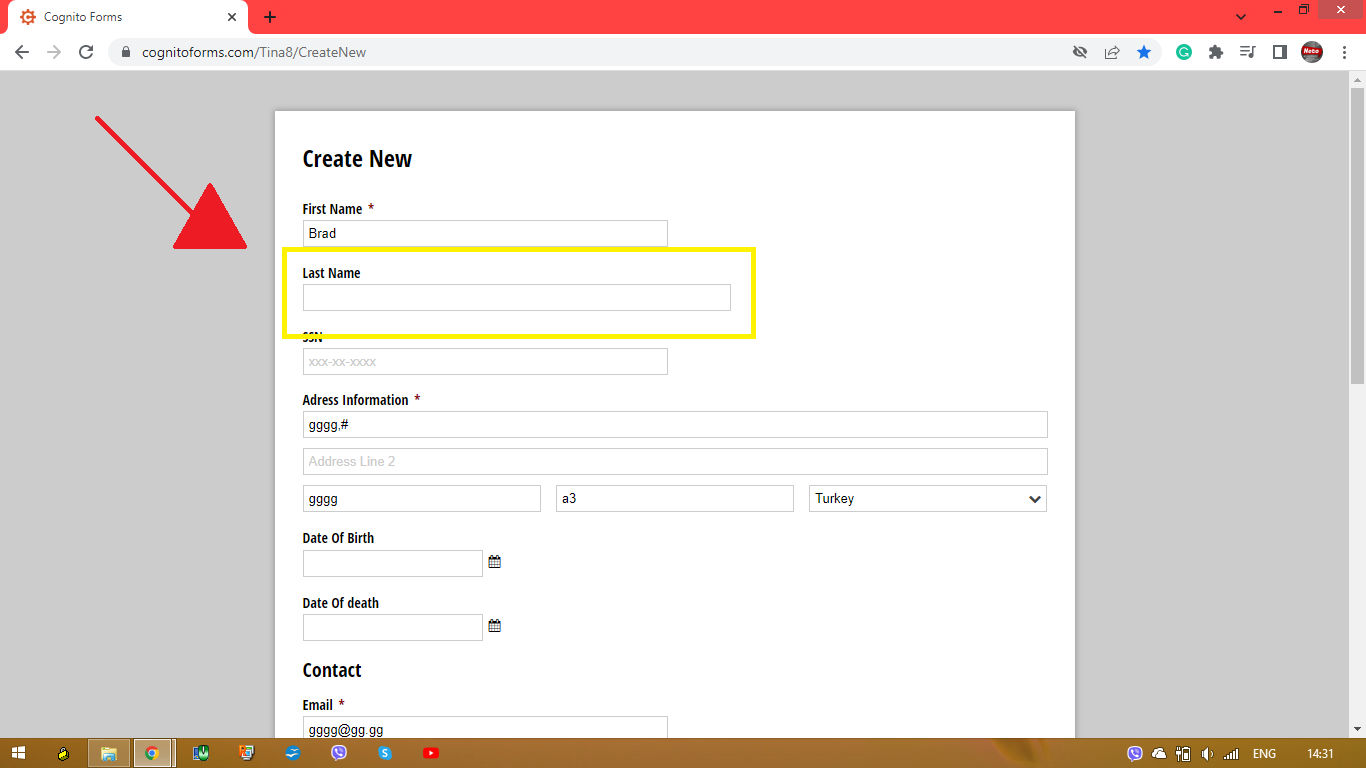 Cognito Forms
cognitoforms.com/Tina8/CreateNew
Create New
First Name *
Brad
Last Name
SSN
xxx-xx-xxxx
Adress Information *
gggg,#
Address Line 2
gggg a3 Turkey
Date Of Birth
Date Of death
Contact
Email *
gggg@gg.gg
ENG 14:31